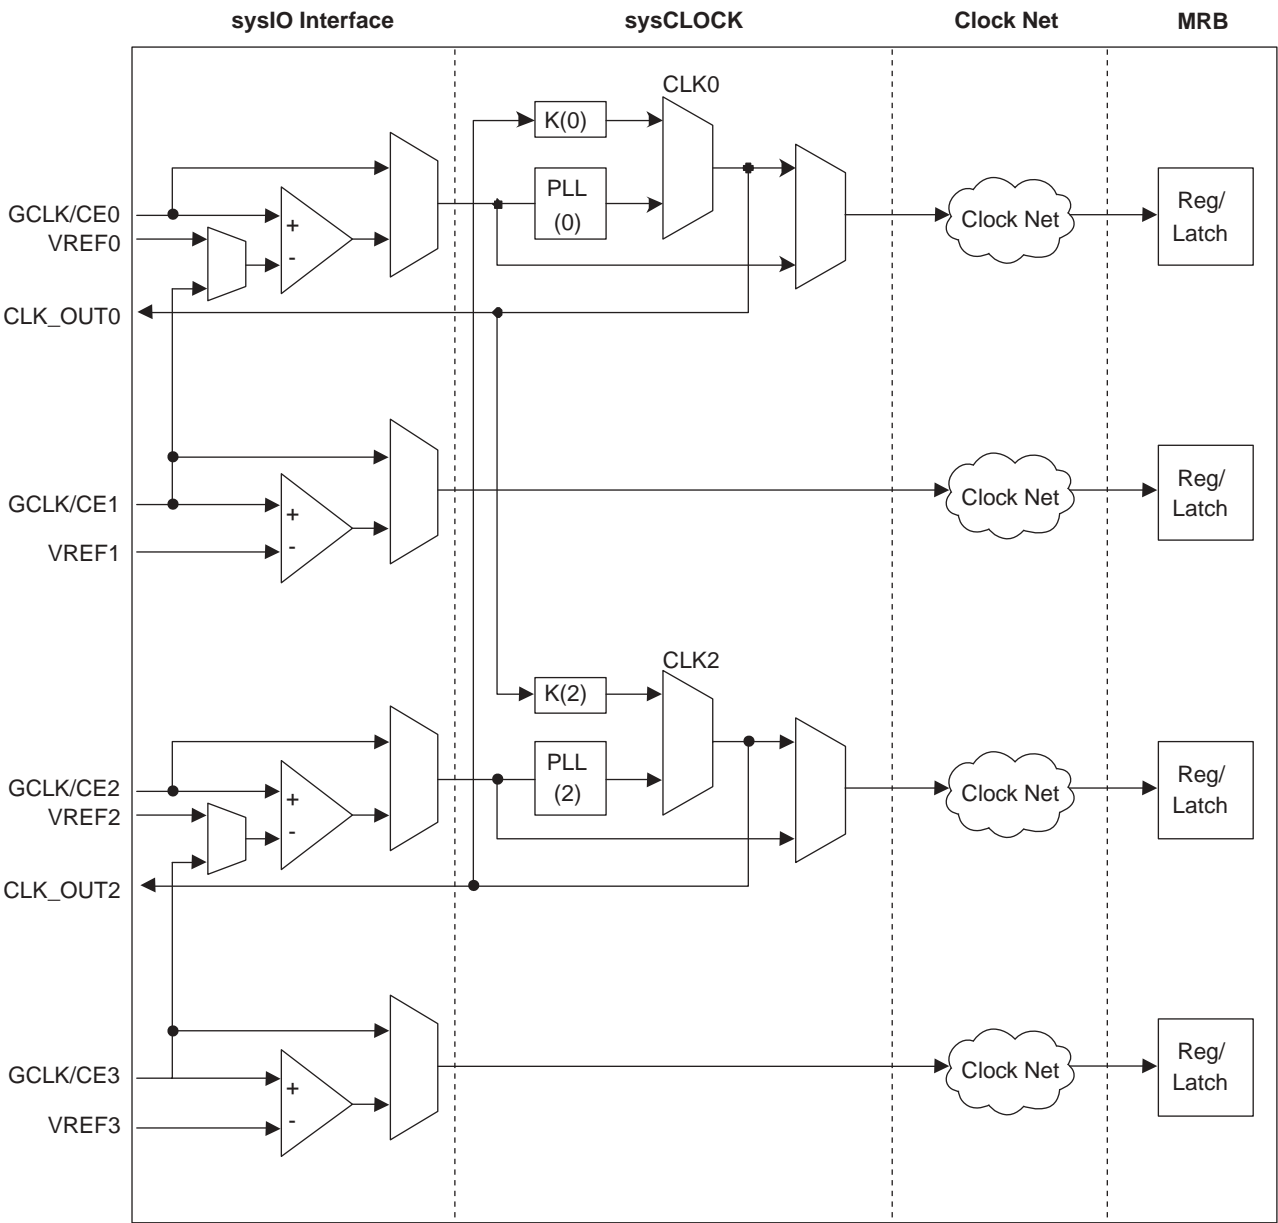 sysIO Interface sysCLOCK Clock Net MRB
CLK0
K(0)
PLL
(0)
GCLK/CE0
VREF0
+
-
CLK_OUT0
Clock Net
Reg/
Latch
GCLK/CE1
VREF1
+
-
Clock Net
Reg/
Latch
CLK2
K(2)
PLL
(2)
GCLK/CE2
VREF2
+
-
CLK_OUT2
Clock Net
Reg/
Latch
GCLK/CE3
VREF3
+
-
Clock Net
Reg/
Latch